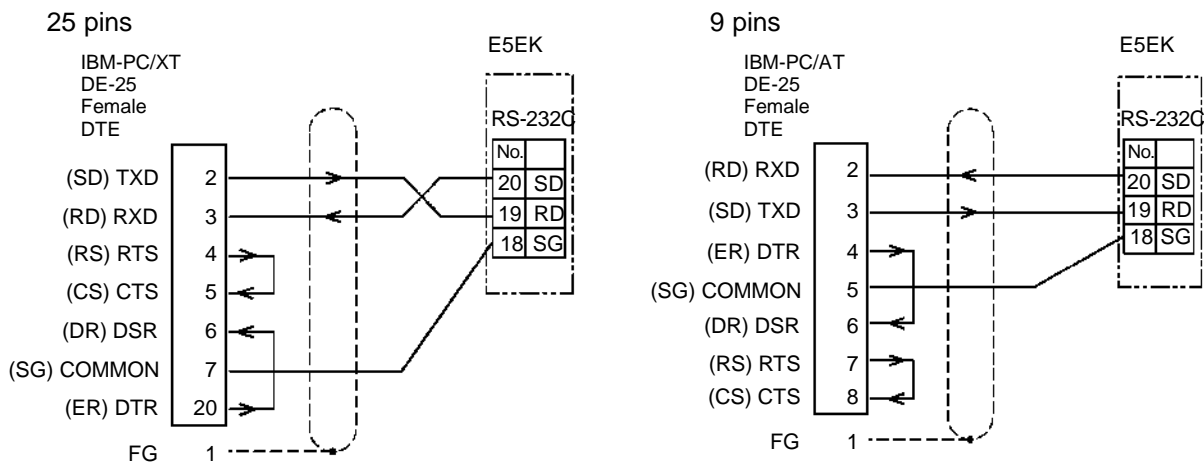 25 pins
IBM-PC/XT
DE-25
Female
DTE
E5EK
RS-232C
No.
20 SD
19 RD
18 SG
(SD) TXD 2
(RD) RXD 3
(RS) RTS 4
(CS) CTS 5
(DR) DSR 6
(SG) COMMON 7
(ER) DTR 20
FG 1
9 pins
IBM-PC/AT
DE-25
Female
DTE
E5EK
RS-232C
No.
20 SD
19 RD
18 SG
(RD) RXD 2
(SD) TXD 3
(ER) DTR 4
(SG) COMMON 5
(DR) DSR 6
(RS) RTS 7
(CS) CTS 8
FG 1